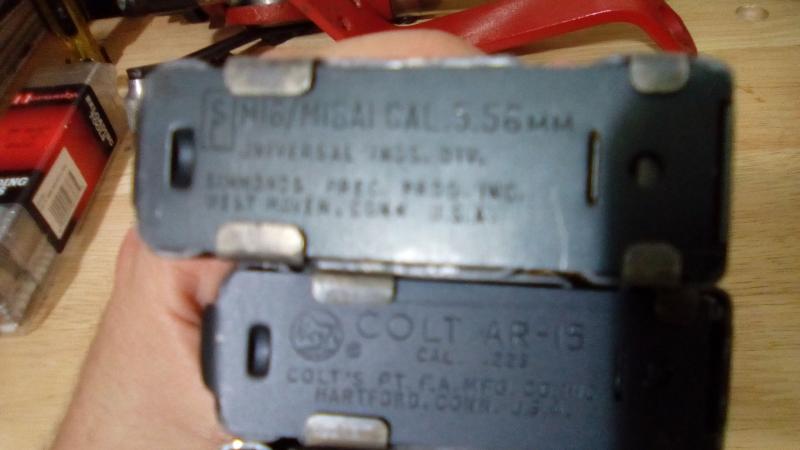 M16/M16A1 CAL. 5.56MM
UNIVERSAL INDS. DIV.
SIMMONDS. PREC. PROD. INC.
WEST HAVEN, CONN U.S.A.
COLT AR-15
CAL .223
COLT'S PT. F.A. MFG. CO. INC
HARTFORD, CONN. U.S.A.